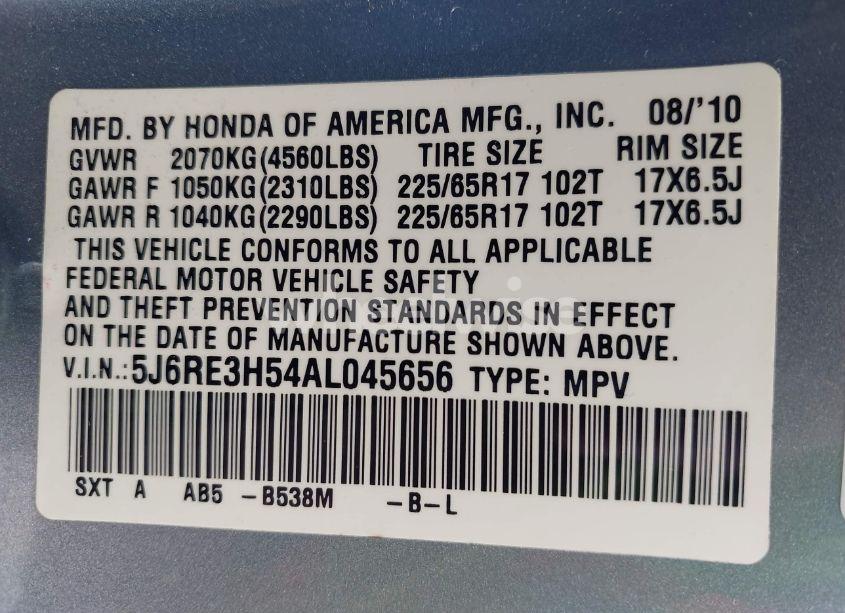 MFD. BY HONDA OF AMERICA MFG., INC. 08/'10
GVWR 2070KG(4560LBS) TIRE SIZE RIM SIZE
GAWR F 1050KG(2310LBS) 225/65R17 102T 17X6.5J
GAWR R 1040KG(2290LBS) 225/65R17 102T 17X6.5J
THIS VEHICLE CONFORMS TO ALL APPLICABLE
FEDERAL MOTOR VEHICLE SAFETY
AND THEFT PREVENTION STANDARDS IN EFFECT
ON THE DATE OF MANUFACTURE SHOWN ABOVE.
V.I.N.:5J6RE3H54AL045656 TYPE: MPV
SXT A AB5 -B538M -B-L